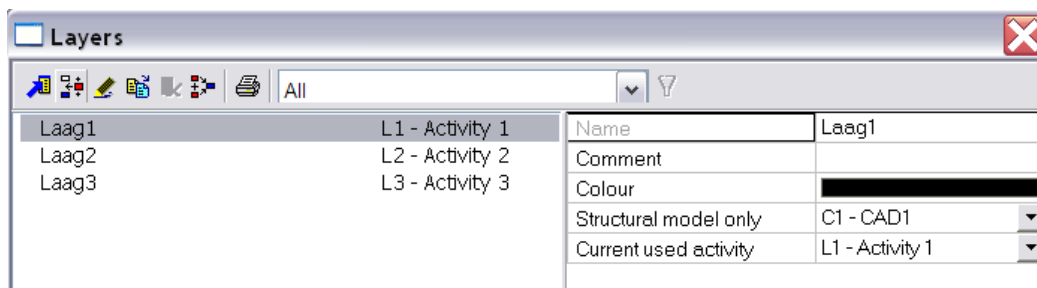 Layers
All
Laag1 L1 - Activity 1
Laag2 L2 - Activity 2
Laag3 L3 - Activity 3
Name Laag1
Comment
Colour
Structural model only C1 - CAD1
Current used activity L1 - Activity 1